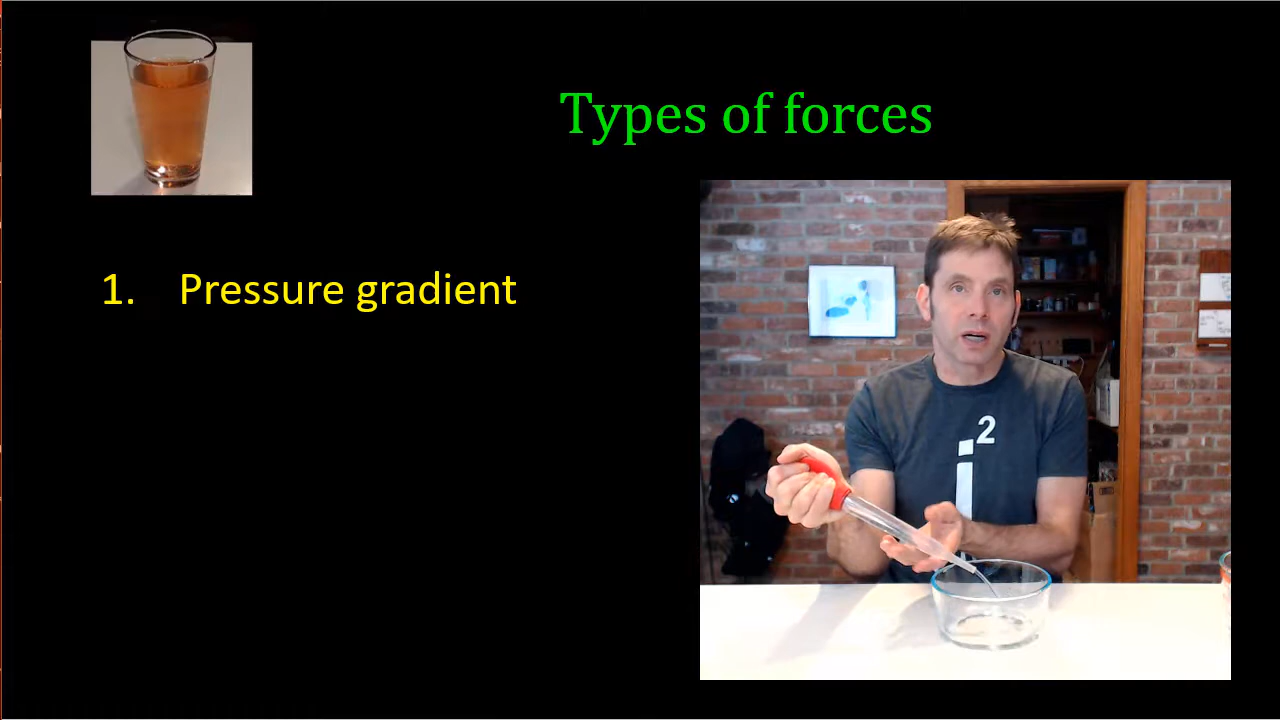 Types of forces
1. Pressure gradient
i²